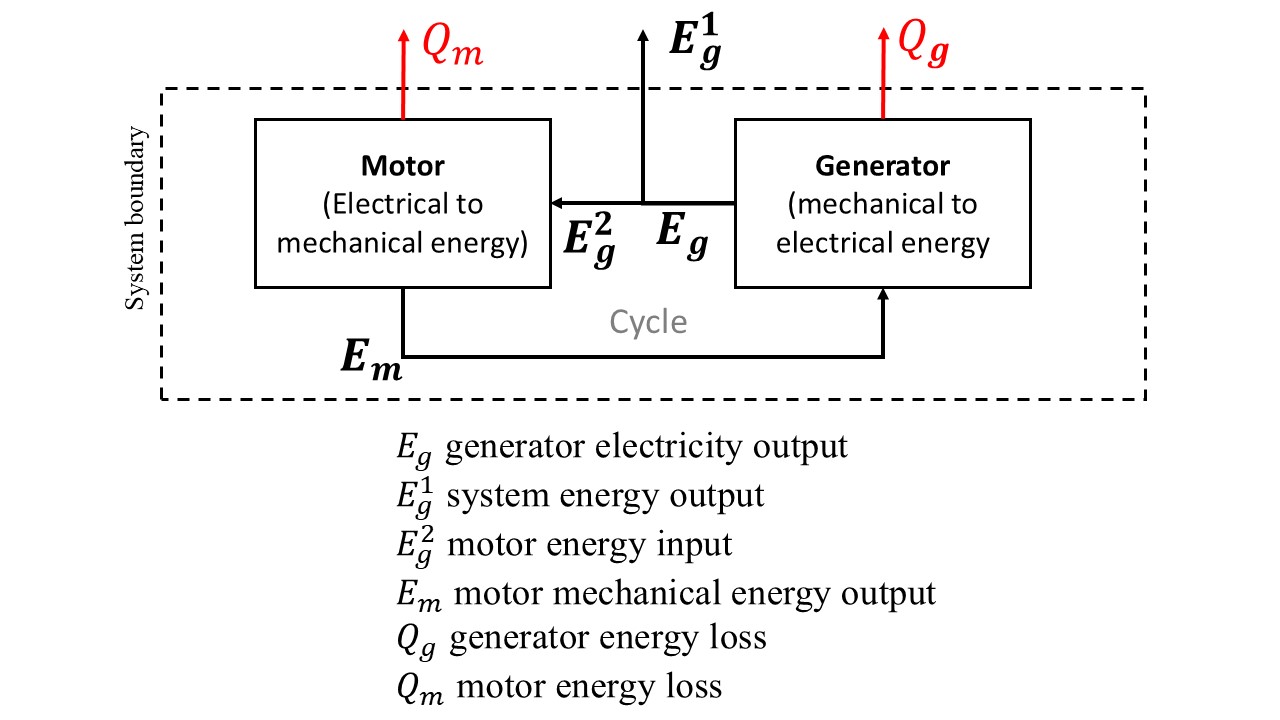 Q_m
E_g^1
Q_g
System boundary
Motor
(Electrical to
mechanical energy)
Generator
(mechanical to
electrical energy
E_g^2
E_g
Cycle
E_m
E_g generator electricity output
E_g^1 system energy output
E_g^2 motor energy input
E_m motor mechanical energy output
Q_g generator energy loss
Q_m motor energy loss